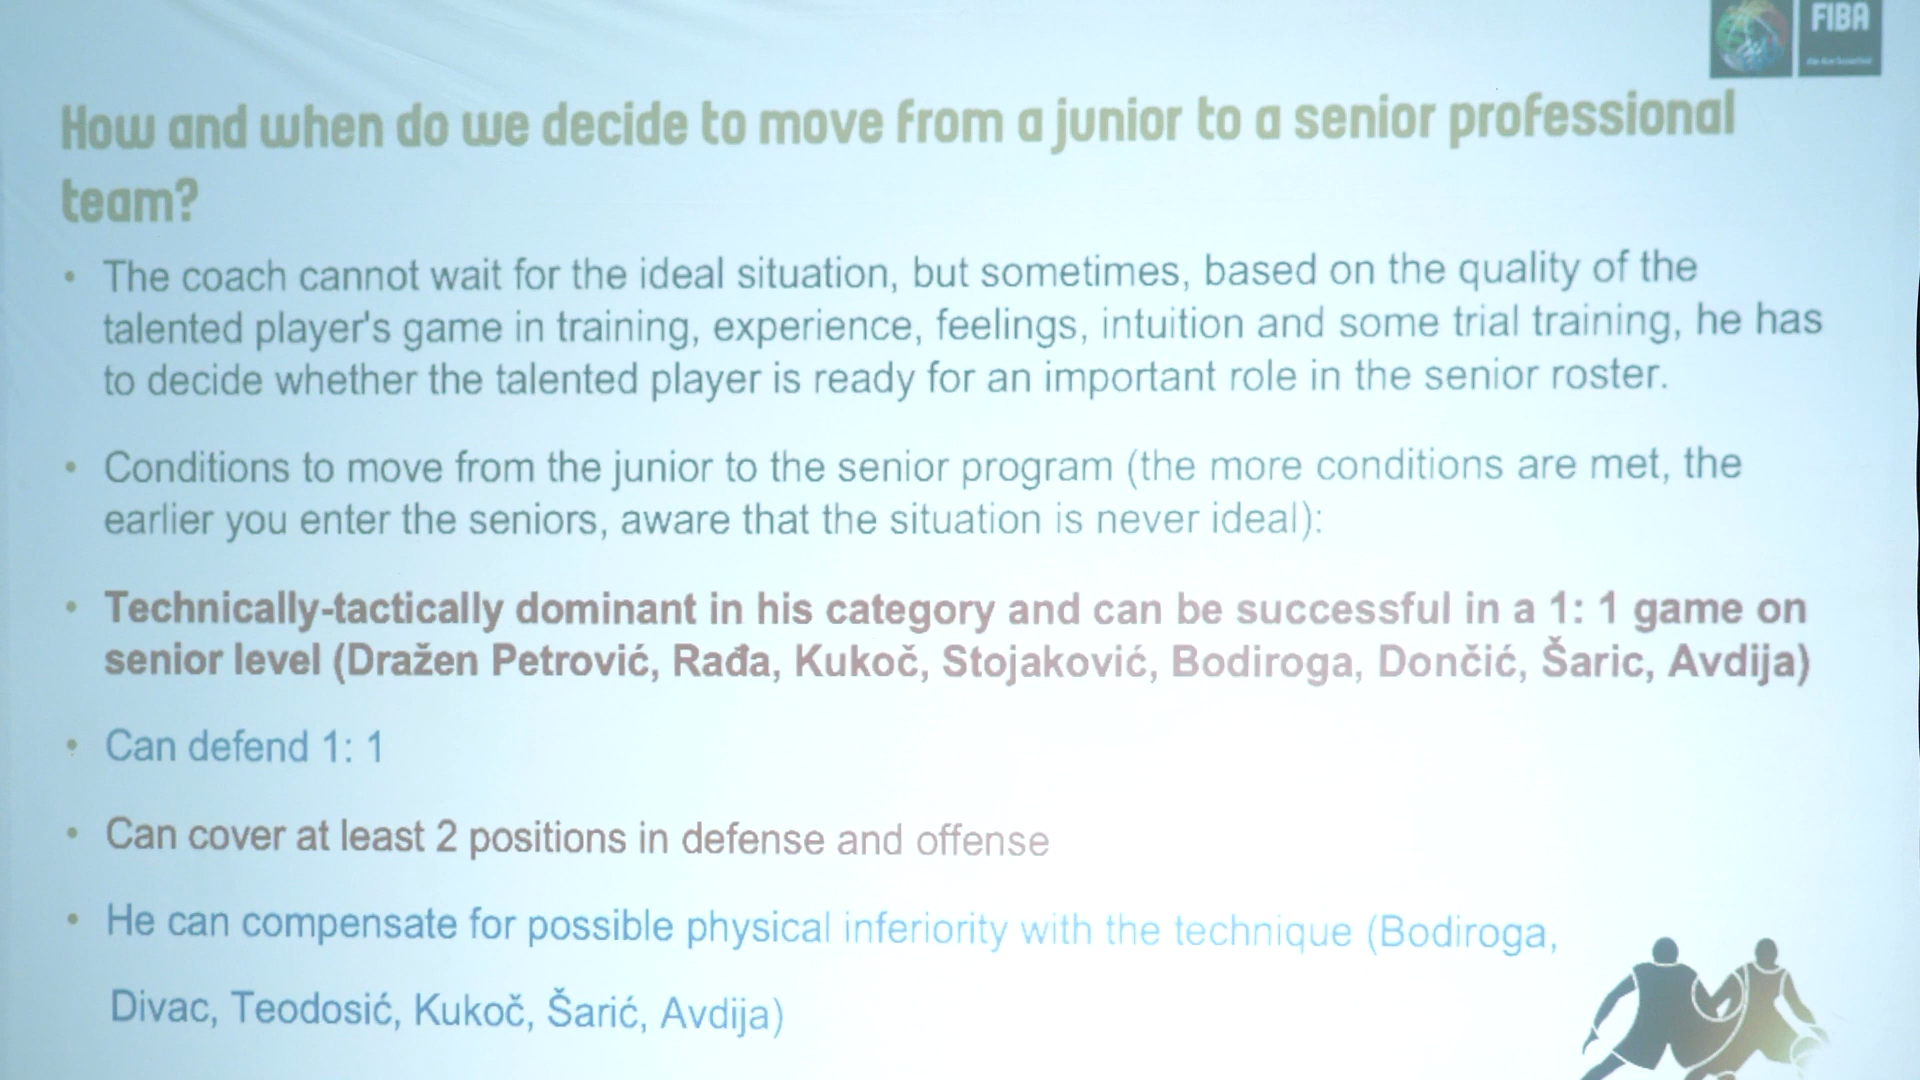 FIBA
How and when do we decide to move from a junior to a senior professional
team?
• The coach cannot wait for the ideal situation, but sometimes, based on the quality of the
talented player's game in training, experience, feelings, intuition and some trial training, he has
to decide whether the talented player is ready for an important role in the senior roster.
• Conditions to move from the junior to the senior program (the more conditions are met, the
earlier you enter the seniors, aware that the situation is never ideal):
• Technically-tactically dominant in his category and can be successful in a 1: 1 game on
senior level (Dražen Petrović, Rađa, Kukoč, Stojaković, Bodiroga, Dončić, Šaric, Avdija)
• Can defend 1: 1
• Can cover at least 2 positions in defense and offense
• He can compensate for possible physical inferiority with the technique (Bodiroga,
Divac, Teodosić, Kukoč, Šarić, Avdija)